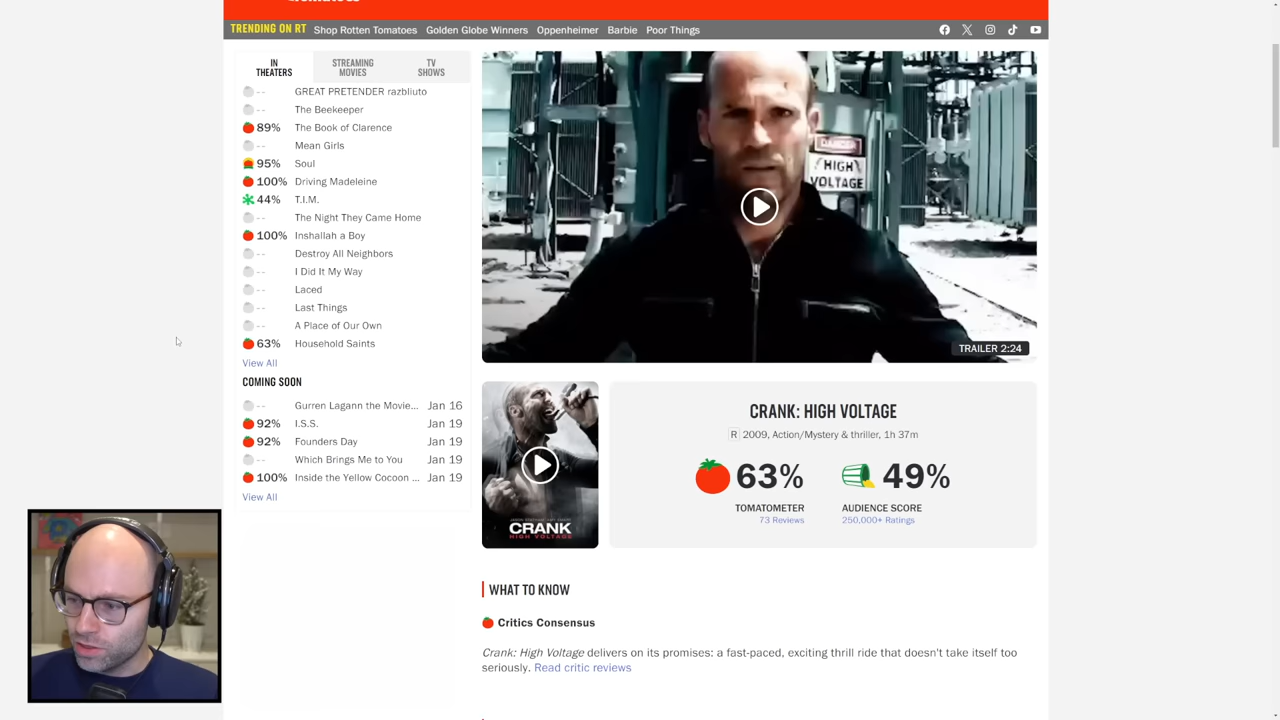 TRENDING ON RT
Shop Rotten Tomatoes
Golden Globe Winners
Oppenheimer
Barbie
Poor Things
IN
THEATERS
STREAMING
MOVIES
TV
SHOWS
- - GREAT PRETENDER razbliuto
- - The Beekeeper
89% The Book of Clarence
- - Mean Girls
95% Soul
100% Driving Madeleine
44% T.I.M.
- - The Night They Came Home
100% Inshallah a Boy
- - Destroy All Neighbors
- - I Did It My Way
- - Laced
- - Last Things
- - A Place of Our Own
63% Household Saints
View All
COMING SOON
- - Gurren Lagann the Movie... Jan 16
92% I.S.S. Jan 19
92% Founders Day Jan 19
- - Which Brings Me to You Jan 19
100% Inside the Yellow Cocoon ... Jan 19
View All
DANGER
HIGH
VOLTAGE
TRAILER 2:24
CRANK
HIGH VOLTAGE
CRANK: HIGH VOLTAGE
R 2009, Action/Mystery & thriller, 1h 37m
63%
TOMATOMETER
73 Reviews
49%
AUDIENCE SCORE
250,000+ Ratings
WHAT TO KNOW
Critics Consensus
Crank: High Voltage delivers on its promises: a fast-paced, exciting thrill ride that doesn't take itself too
seriously. Read critic reviews